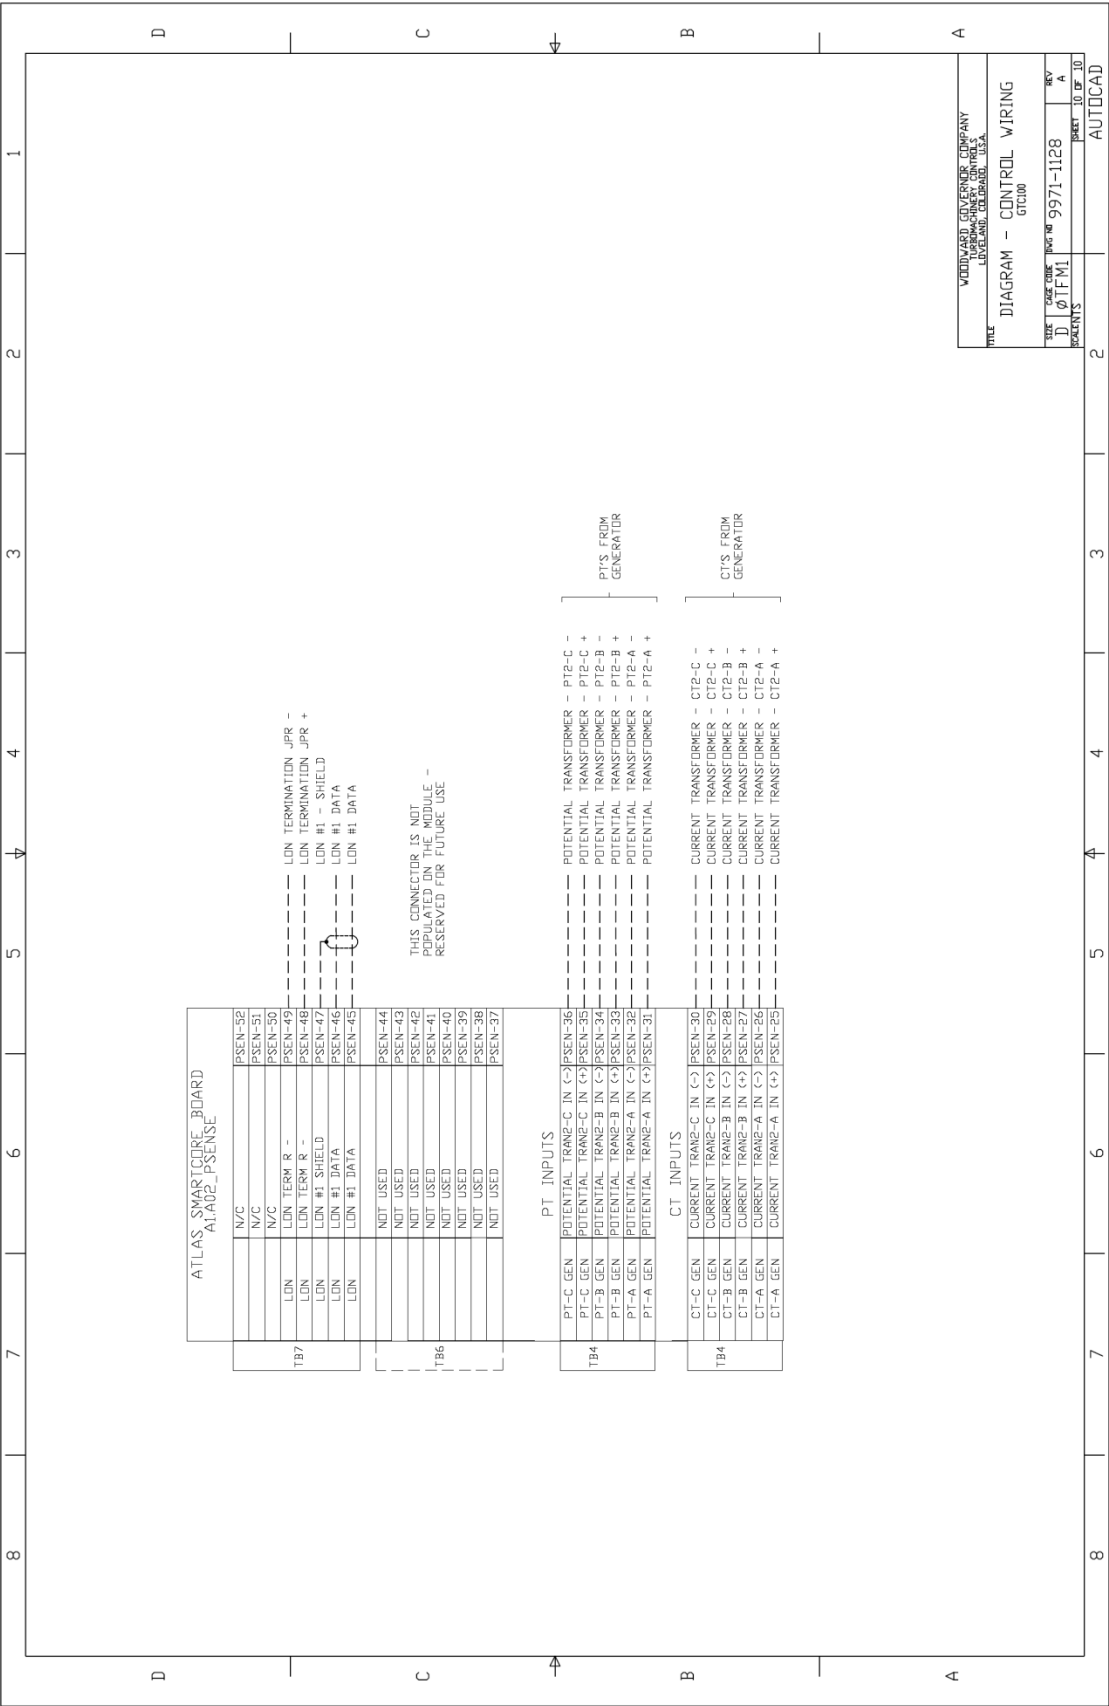 8 7 6 5 4 3 2 1
D
D
C
C
B
B
A
A
ATLAS SMARTCORE BOARD
A1.A02_PSENSE
TB7
N/C PSEN-52
N/C PSEN-51
N/C PSEN-50
LON LON TERM R - PSEN-49 LON TERMINATION JPR -
LON LON TERM R - PSEN-48 LON TERMINATION JPR +
LON LON #1 SHIELD PSEN-47 LON #1 - SHIELD
LON LON #1 DATA PSEN-46 LON #1 DATA
LON LON #1 DATA PSEN-45 LON #1 DATA
TB6
NOT USED PSEN-44
NOT USED PSEN-43
NOT USED PSEN-42
NOT USED PSEN-41
NOT USED PSEN-40
NOT USED PSEN-39
NOT USED PSEN-38
NOT USED PSEN-37
THIS CONNECTOR IS NOT
POPULATED ON THE MODULE -
RESERVED FOR FUTURE USE
PT INPUTS
TB4
PT-C GEN POTENTIAL TRAN2-C IN (-) PSEN-36 POTENTIAL TRANSFORMER - PT2-C -
PT-C GEN POTENTIAL TRAN2-C IN (+) PSEN-35 POTENTIAL TRANSFORMER - PT2-C +
PT-B GEN POTENTIAL TRAN2-B IN (-) PSEN-34 POTENTIAL TRANSFORMER - PT2-B -
PT-B GEN POTENTIAL TRAN2-B IN (+) PSEN-33 POTENTIAL TRANSFORMER - PT2-B +
PT-A GEN POTENTIAL TRAN2-A IN (-) PSEN-32 POTENTIAL TRANSFORMER - PT2-A -
PT-A GEN POTENTIAL TRAN2-A IN (+) PSEN-31 POTENTIAL TRANSFORMER - PT2-A +
PT'S FROM
GENERATOR
CT INPUTS
TB4
CT-C GEN CURRENT TRAN2-C IN (-) PSEN-30 CURRENT TRANSFORMER - CT2-C -
CT-C GEN CURRENT TRAN2-C IN (+) PSEN-29 CURRENT TRANSFORMER - CT2-C +
CT-B GEN CURRENT TRAN2-B IN (-) PSEN-28 CURRENT TRANSFORMER - CT2-B -
CT-B GEN CURRENT TRAN2-B IN (+) PSEN-27 CURRENT TRANSFORMER - CT2-B +
CT-A GEN CURRENT TRAN2-A IN (-) PSEN-26 CURRENT TRANSFORMER - CT2-A -
CT-A GEN CURRENT TRAN2-A IN (+) PSEN-25 CURRENT TRANSFORMER - CT2-A +
CT'S FROM
GENERATOR
WOODWARD GOVERNOR COMPANY
TURBOMACHINERY CONTROLS
LOVELAND, COLORADO, U.S.A.
TITLE
DIAGRAM - CONTROL WIRING
GTC100
SIZE CAGE CODE DWG NO REV
D ØTFM1 9971-1128 A
SCALE NTS SHEET 10 OF 10
8 7 6 5 4 3 2
AUTOCAD